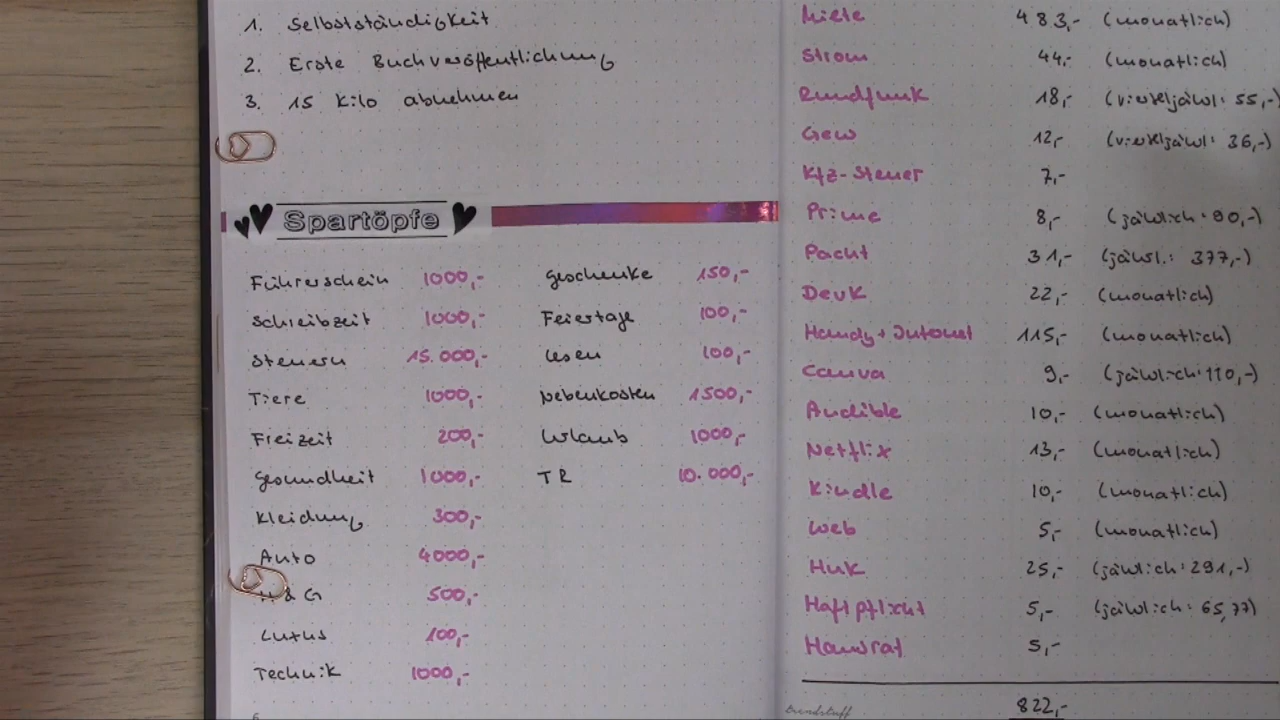 1. Selbstständigkeit
2. Erste Buchveröffentlichung
3. 15 Kilo abnehmen
Spartöpfe
Führerschein 1000,-
Schreibzeit 1000,-
Steuern 15.000,-
Tiere 1000,-
Freizeit 200,-
Gesundheit 1000,-
Kleidung 300,-
Auto 4000,-
& G 500,-
Luxus 100,-
Technik 1000,-
Geschenke 150,-
Feiertage 100,-
Lesen 100,-
Nebenkosten 1500,-
Urlaub 1000,-
TR 10.000,-
Miete 483,- (monatlich)
Strom 44,- (monatlich)
Rundfunk 18,- (vierteljährl: 55,-)
Gew 12,- (vierteljährl: 36,-)
Kfz-Steuer 7,-
Prime 8,- (jährlich: 90,-)
Pacht 31,- (jährl.: 377,-)
Devk 22,- (monatlich)
Handy + Internet 115,- (monatlich)
Canva 9,- (jährlich: 110,-)
Audible 10,- (monatlich)
Netflix 13,- (monatlich)
Kindle 10,- (monatlich)
Web 5,- (monatlich)
Huk 25,- (jährlich: 291,-)
Haftpflicht 5,- (jährlich: 65,77)
Hausrat 5,-
822,-
trendstuff